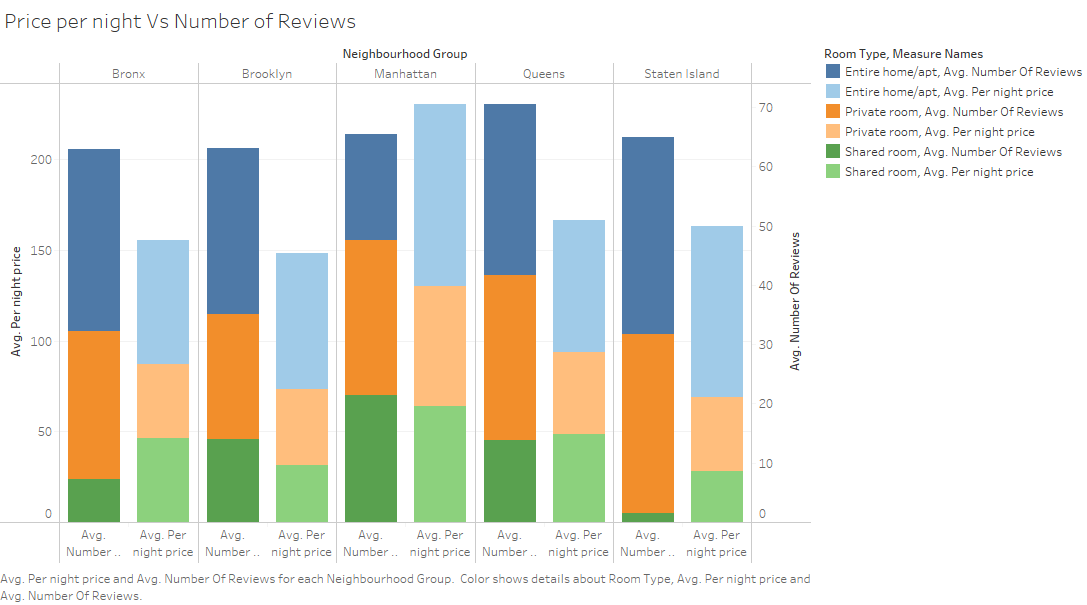 Price per night Vs Number of Reviews
Neighbourhood Group
Bronx
Brooklyn
Manhattan
Queens
Staten Island
Room Type, Measure Names
Entire home/apt, Avg. Number Of Reviews
Entire home/apt, Avg. Per night price
Private room, Avg. Number Of Reviews
Private room, Avg. Per night price
Shared room, Avg. Number Of Reviews
Shared room, Avg. Per night price
Avg. Per night price
200
150
100
50
0
70
60
50
40
30
20
10
0
Avg. Number Of Reviews
Avg.
Number ..
Avg. Per
night price
Avg.
Number ..
Avg. Per
night price
Avg.
Number ..
Avg. Per
night price
Avg.
Number ..
Avg. Per
night price
Avg.
Number ..
Avg. Per
night price
Avg. Per night price and Avg. Number Of Reviews for each Neighbourhood Group.  Color shows details about Room Type, Avg. Per night price and
Avg. Number Of Reviews.